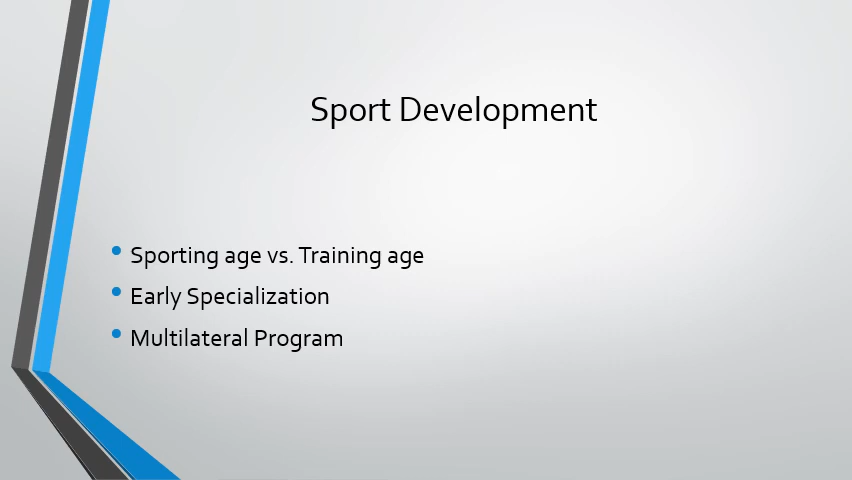 Sport Development
• Sporting age vs. Training age
• Early Specialization
• Multilateral Program